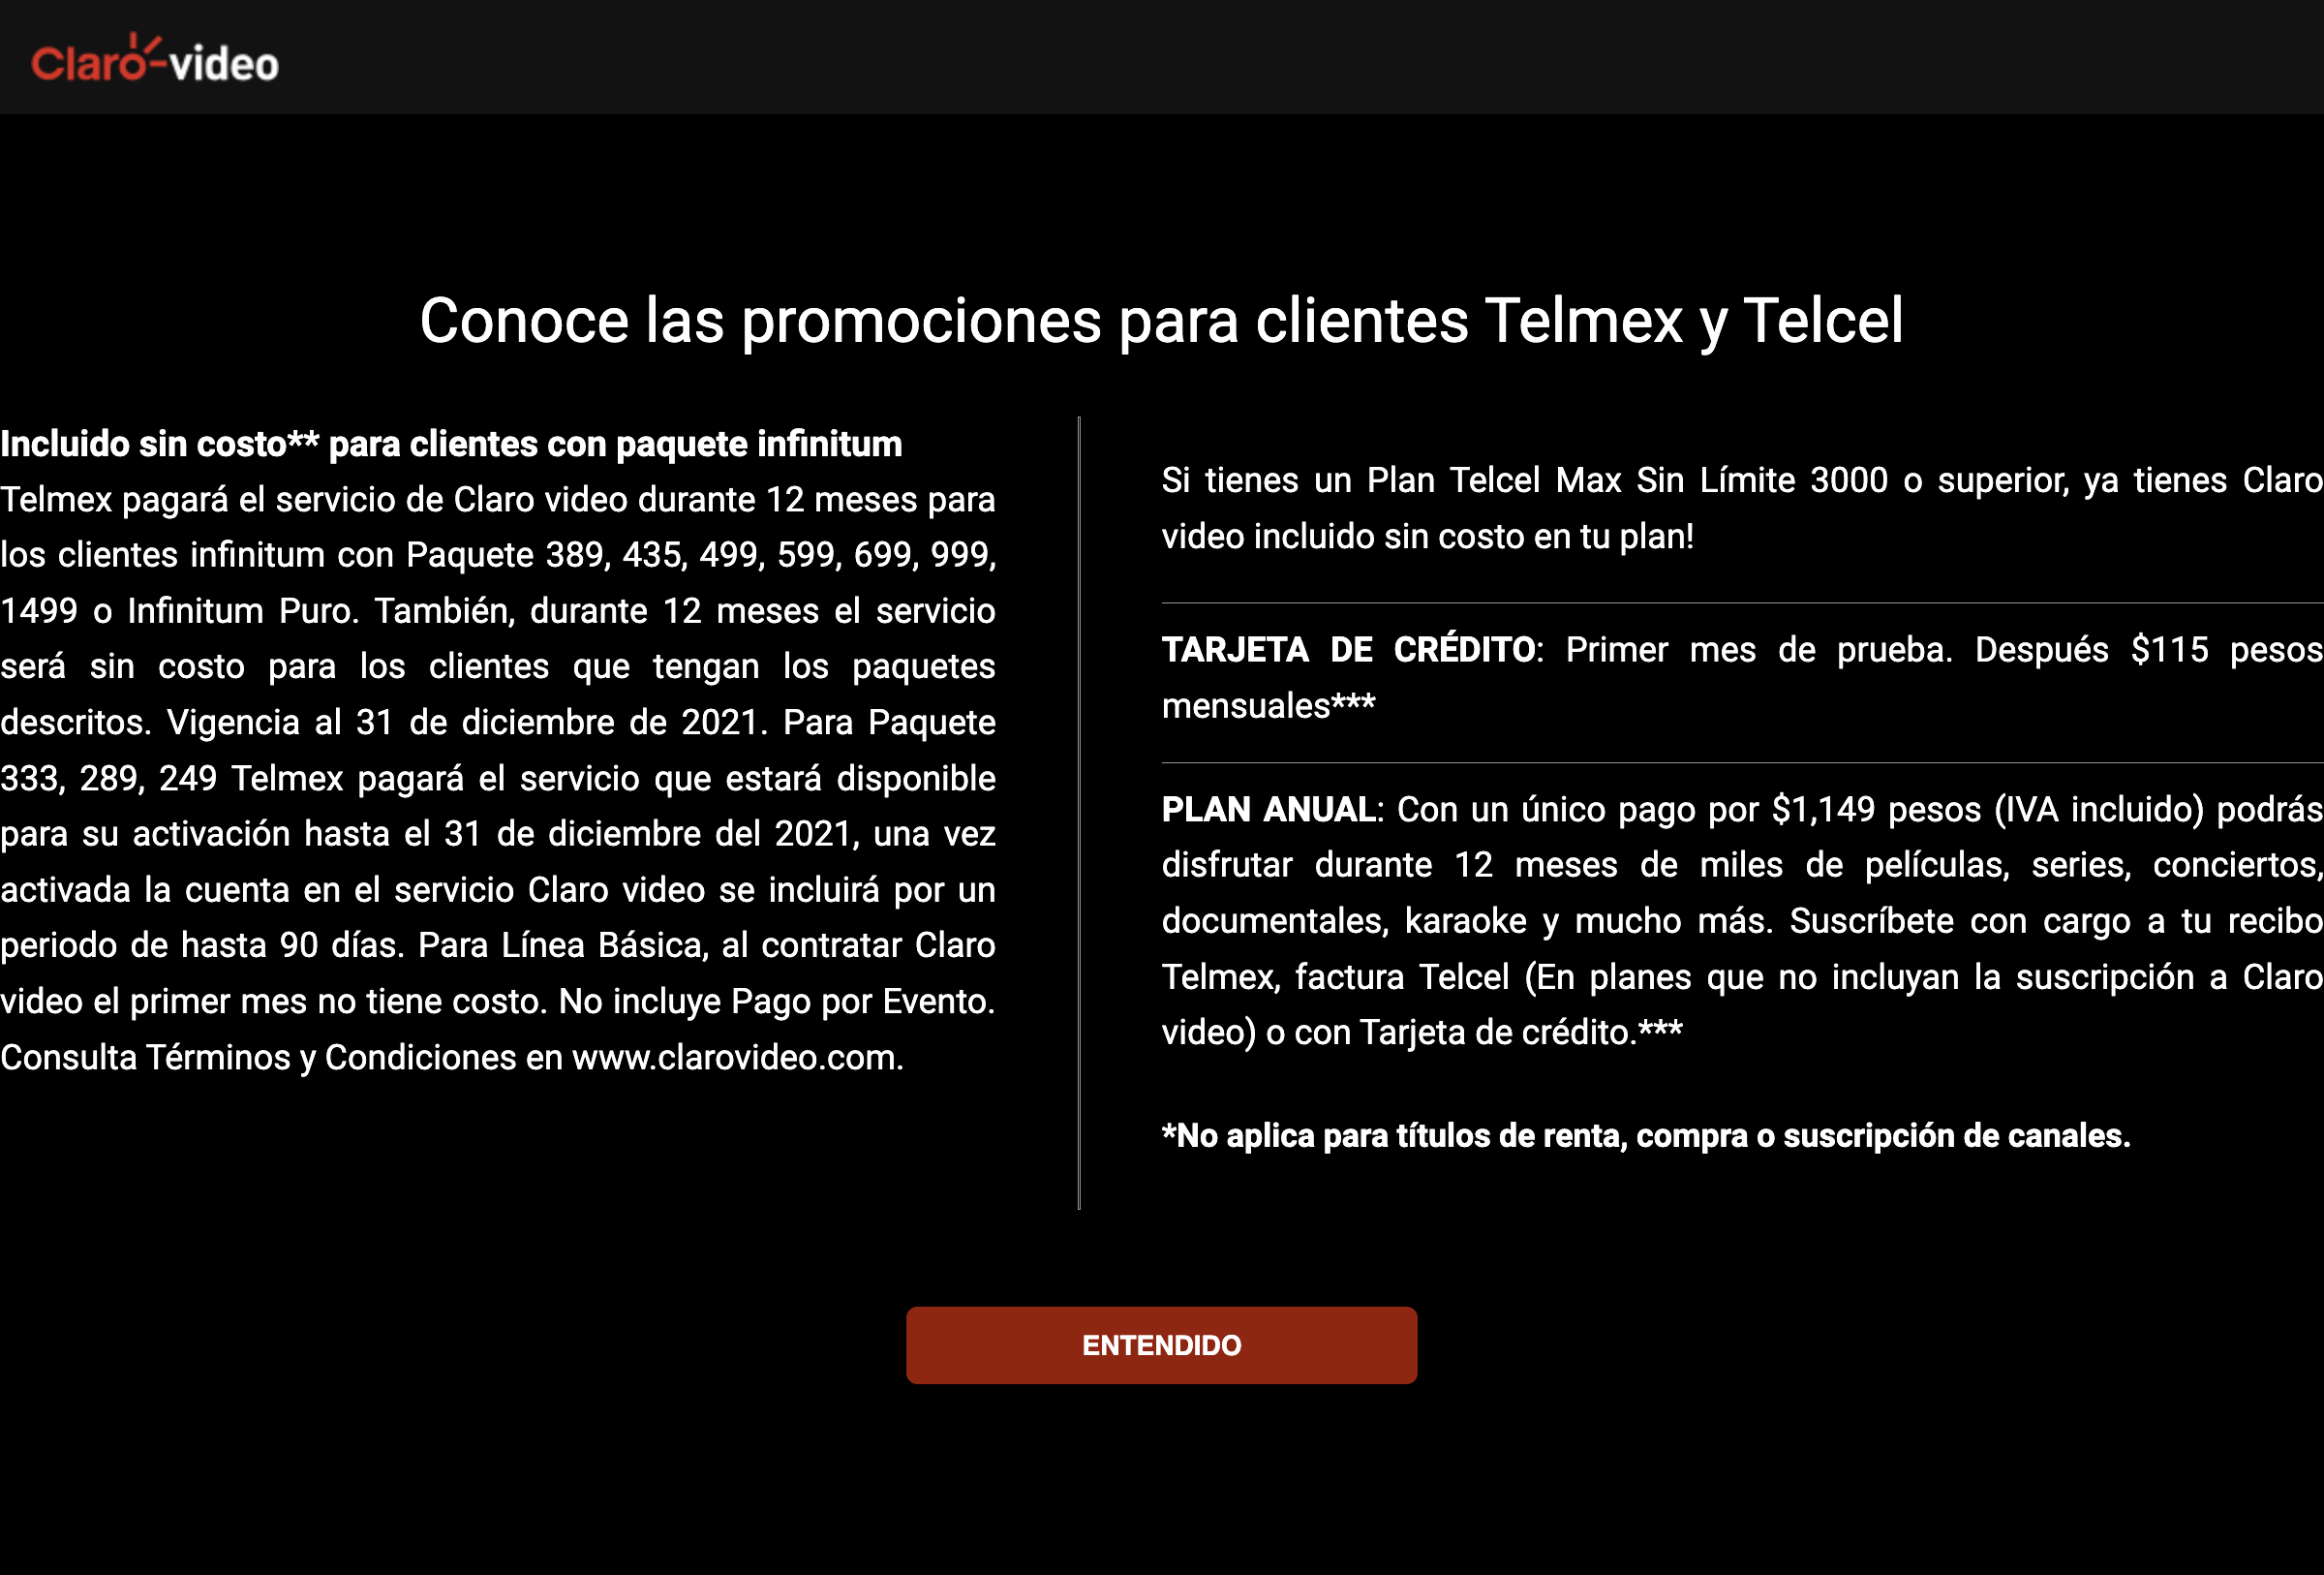 Claro-video
Conoce las promociones para clientes Telmex y Telcel
Incluido sin costo** para clientes con paquete infinitum
Telmex pagará el servicio de Claro video durante 12 meses para
los clientes infinitum con Paquete 389, 435, 499, 599, 699, 999,
1499 o Infinitum Puro. También, durante 12 meses el servicio
será sin costo para los clientes que tengan los paquetes
descritos. Vigencia al 31 de diciembre de 2021. Para Paquete
333, 289, 249 Telmex pagará el servicio que estará disponible
para su activación hasta el 31 de diciembre del 2021, una vez
activada la cuenta en el servicio Claro video se incluirá por un
periodo de hasta 90 días. Para Línea Básica, al contratar Claro
video el primer mes no tiene costo. No incluye Pago por Evento.
Consulta Términos y Condiciones en www.clarovideo.com.
Si tienes un Plan Telcel Max Sin Límite 3000 o superior, ya tienes Claro
video incluido sin costo en tu plan!
TARJETA DE CRÉDITO: Primer mes de prueba. Después $115 pesos
mensuales***
PLAN ANUAL: Con un único pago por $1,149 pesos (IVA incluido) podrás
disfrutar durante 12 meses de miles de películas, series, conciertos,
documentales, karaoke y mucho más. Suscríbete con cargo a tu recibo
Telmex, factura Telcel (En planes que no incluyan la suscripción a Claro
video) o con Tarjeta de crédito.***
*No aplica para títulos de renta, compra o suscripción de canales.
ENTENDIDO